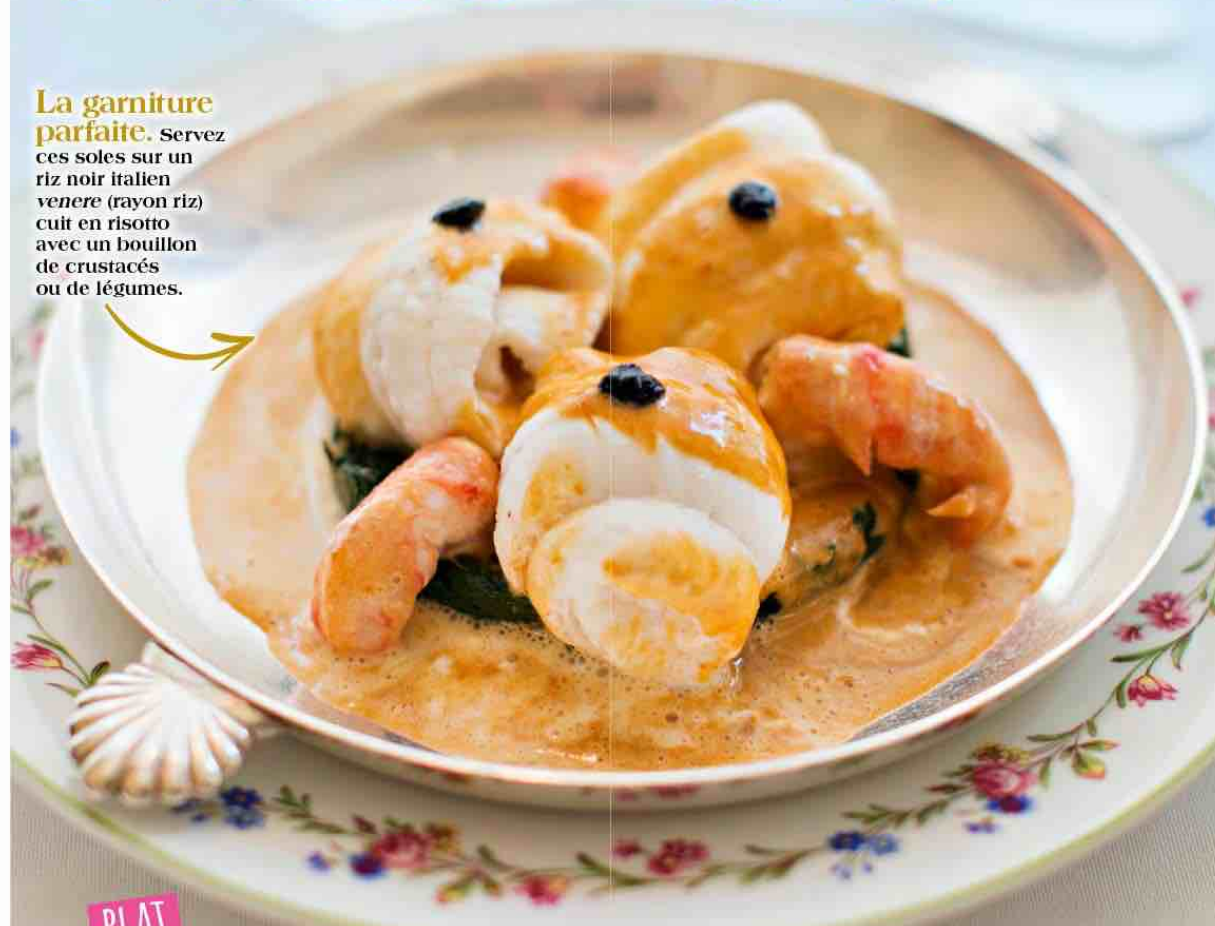 La garniture
parfaite. Servez
ces soles sur un
riz noir italien
venere (rayon riz)
cuit en risotto
avec un bouillon
de crustacés
ou de légumes.
PLAT